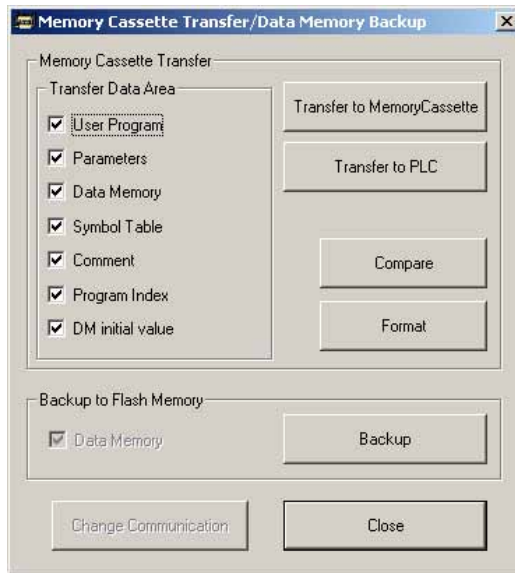 Memory Cassette Transfer/Data Memory Backup
Memory Cassette Transfer
Transfer Data Area
User Program
Parameters
Data Memory
Symbol Table
Comment
Program Index
DM initial value
Transfer to MemoryCassette
Transfer to PLC
Compare
Format
Backup to Flash Memory
Data Memory
Backup
Change Communication
Close